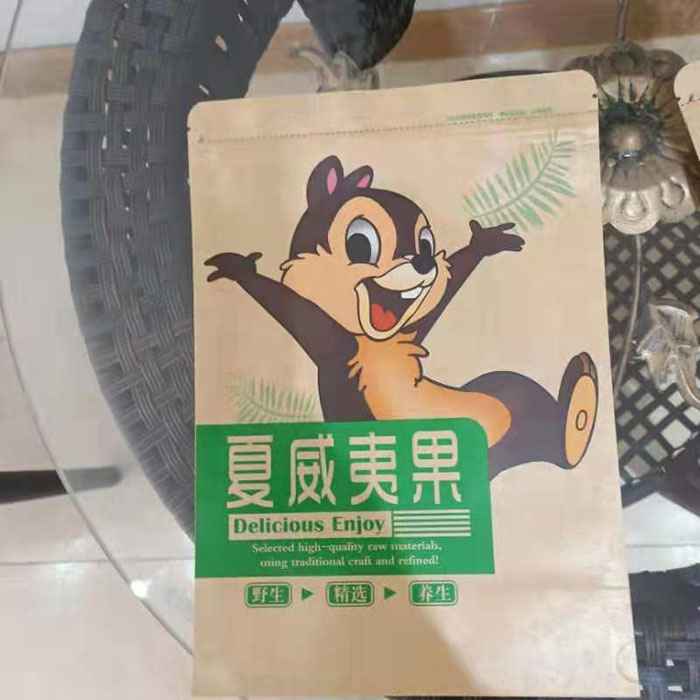 夏威夷果
Delicious Enjoy
Selected high-quality raw materials,
using traditional craft and refined!
野生 ▶ 精选 ▶ 养生